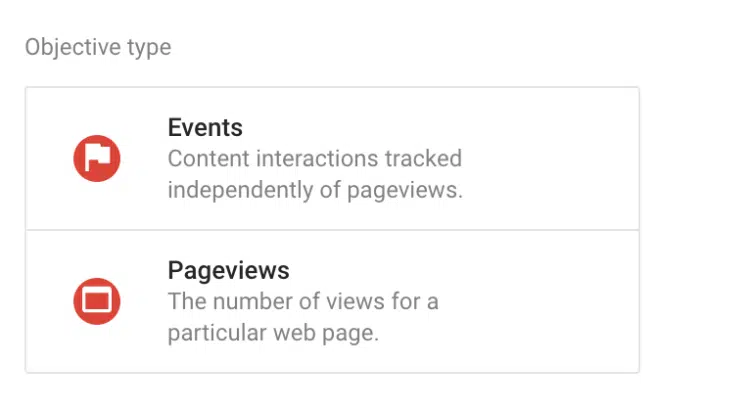 Objective type
Events
Content interactions tracked
independently of pageviews.
Pageviews
The number of views for a
particular web page.